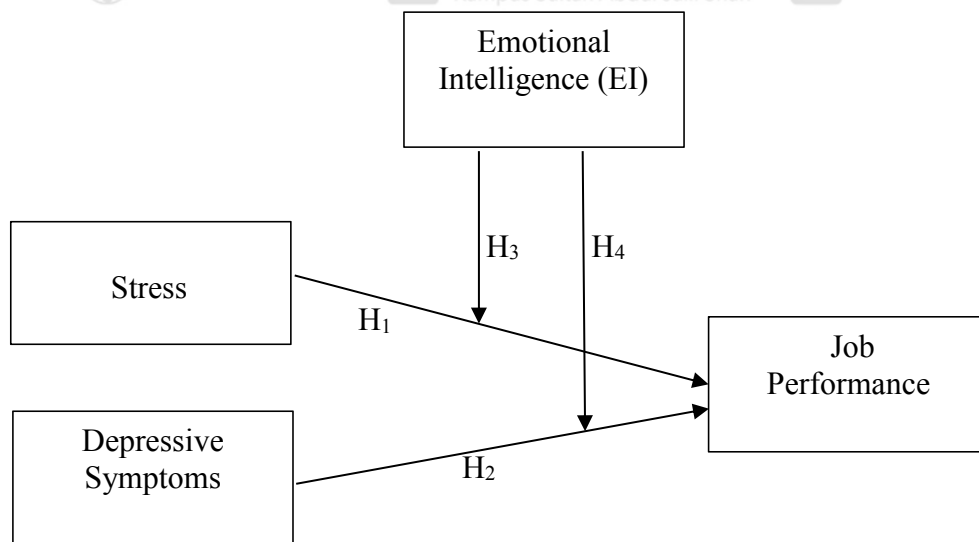 Emotional
Intelligence (EI)
H₃
H₄
Stress
H₁
Job
Performance
Depressive
Symptoms
H₂